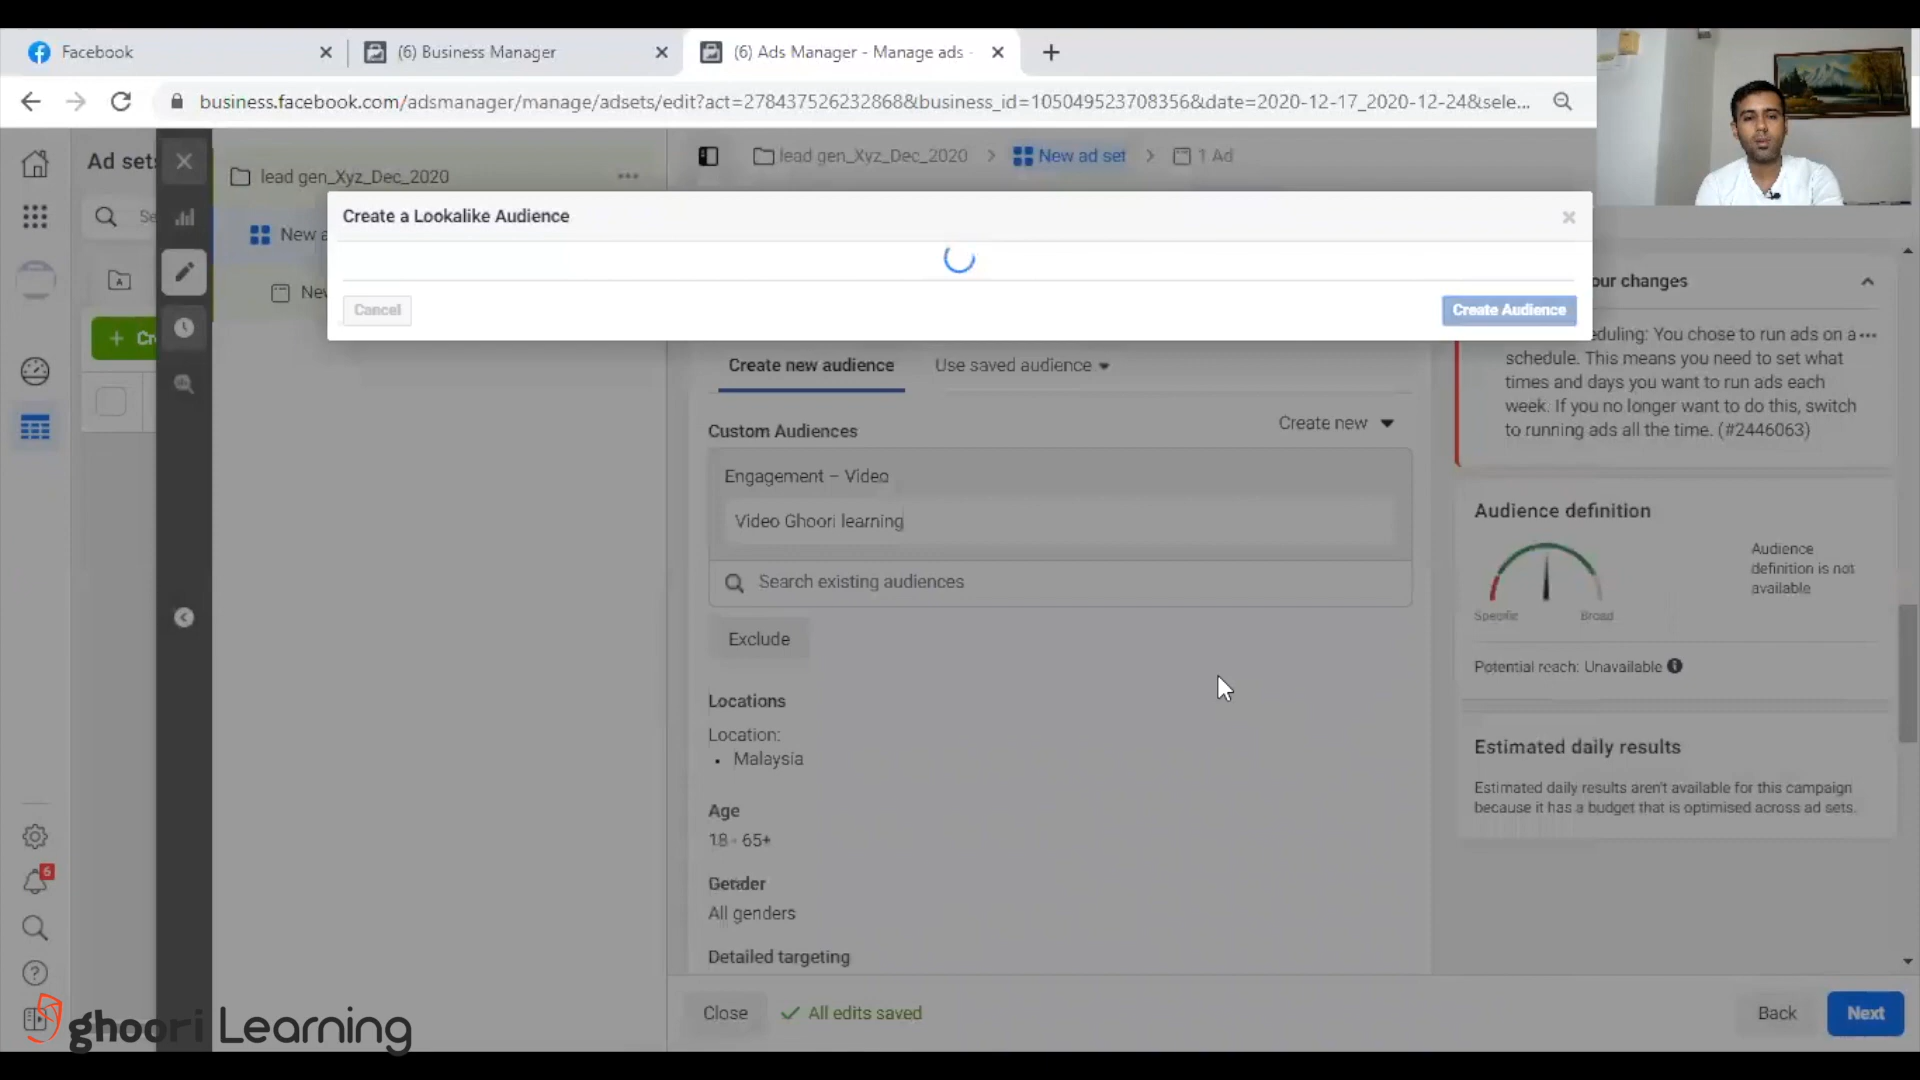 Facebook
(6) Business Manager
(6) Ads Manager - Manage ads -
business.facebook.com/adsmanager/manage/adsets/edit?act=278437526232868&business_id=105049523708356&date=2020-12-17_2020-12-24&sele...
Ad sets
lead gen_Xyz_Dec_2020
lead gen_Xyz_Dec_2020 > New ad set > 1 Ad
Se
New a
Create a Lookalike Audience
New
Cancel
Create Audience
+ Cr
our changes
eduling: You chose to run ads on a
schedule. This means you need to set what
times and days you want to run ads each
week. If you no longer want to do this, switch
to running ads all the time. (#2446063)
Create new audience
Use saved audience
Custom Audiences
Create new
Engagement – Video
Video Ghoori learning
Search existing audiences
Exclude
Locations
Location:
• Malaysia
Age
18 - 65+
Gender
All genders
Detailed targeting
Audience definition
Audience
definition is not
available
Specific
Broad
Potential reach: Unavailable
Estimated daily results
Estimated daily results aren't available for this campaign
because it has a budget that is optimised across ad sets.
6
Close
All edits saved
Back
Next
ghoori Learning